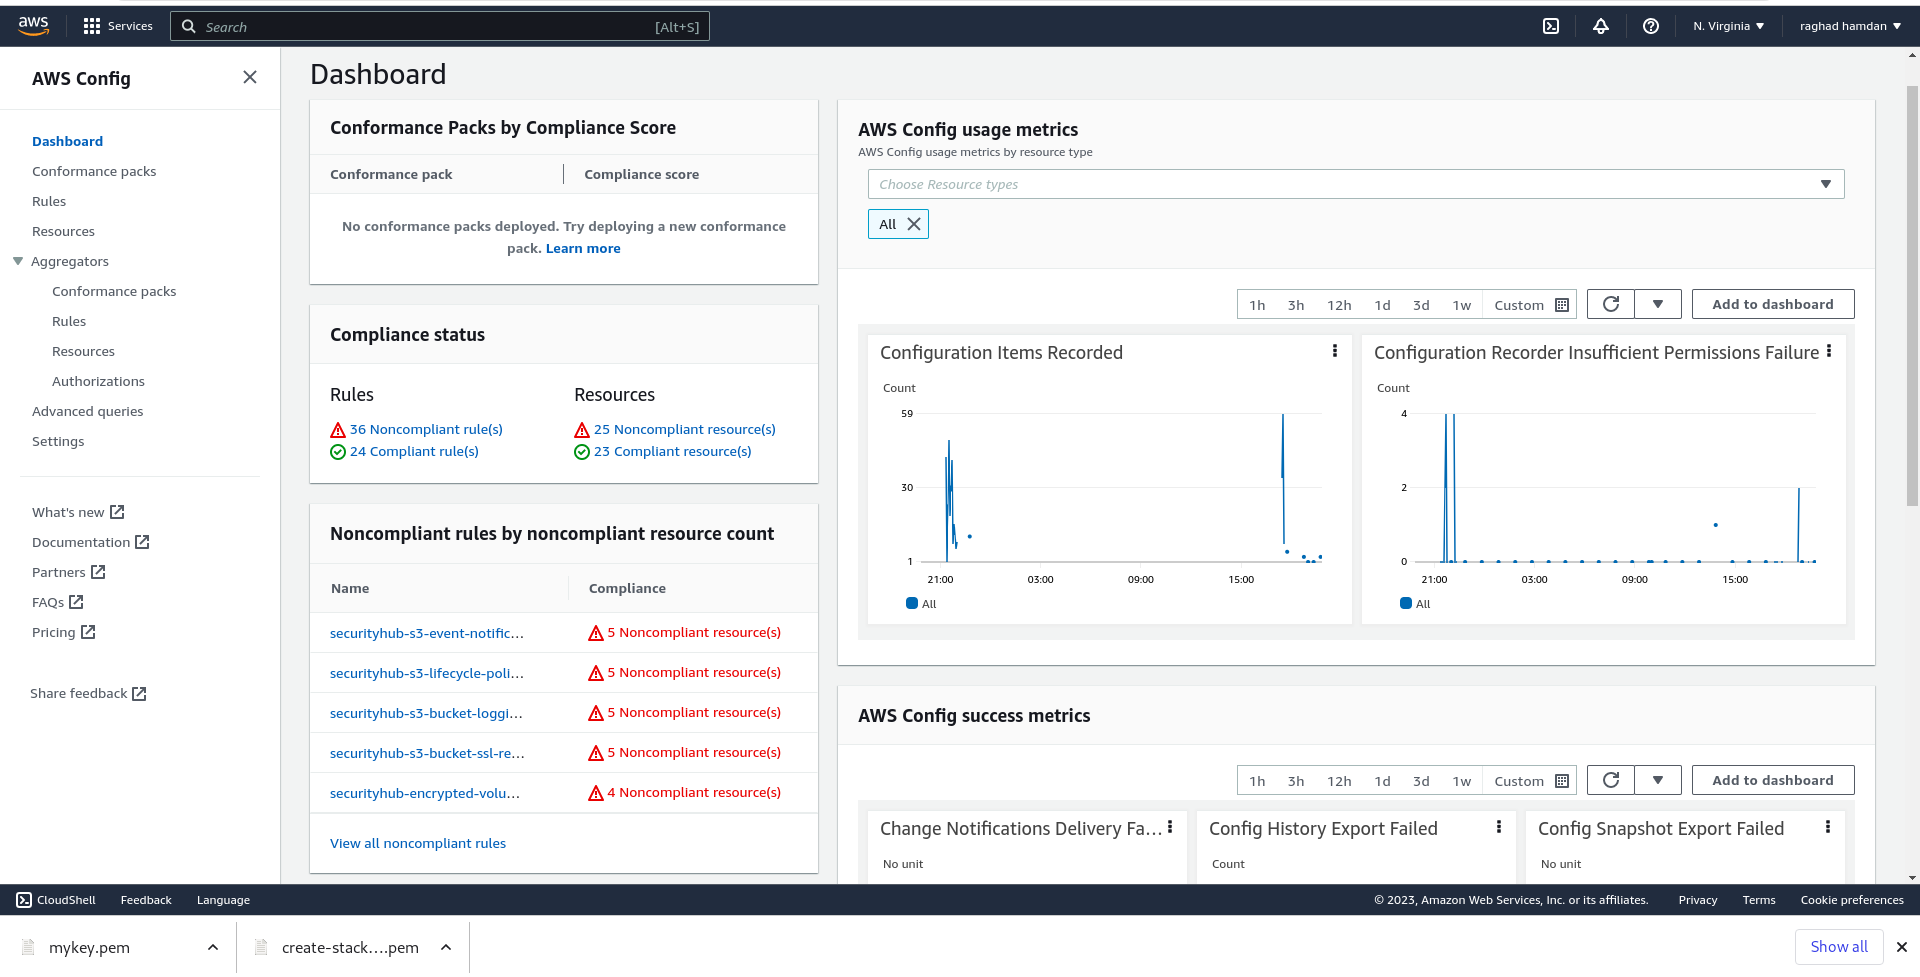 aws
Services
Search
[Alt+S]
N. Virginia
raghad hamdan
AWS Config
Dashboard
Conformance packs
Rules
Resources
Aggregators
Conformance packs
Rules
Resources
Authorizations
Advanced queries
Settings
What's new
Documentation
Partners
FAQs
Pricing
Share feedback
Dashboard
Conformance Packs by Compliance Score
Conformance pack
Compliance score
No conformance packs deployed. Try deploying a new conformance
pack. Learn more
Compliance status
Rules
Resources
36 Noncompliant rule(s)
25 Noncompliant resource(s)
24 Compliant rule(s)
23 Compliant resource(s)
Noncompliant rules by noncompliant resource count
Name
Compliance
securityhub-s3-event-notific...
5 Noncompliant resource(s)
securityhub-s3-lifecycle-poli...
5 Noncompliant resource(s)
securityhub-s3-bucket-loggi...
5 Noncompliant resource(s)
securityhub-s3-bucket-ssl-re...
5 Noncompliant resource(s)
securityhub-encrypted-volu...
4 Noncompliant resource(s)
View all noncompliant rules
AWS Config usage metrics
AWS Config usage metrics by resource type
Choose Resource types
All
1h 3h 12h 1d 3d 1w Custom
Add to dashboard
Configuration Items Recorded
Count
59
30
1
21:00 03:00 09:00 15:00
All
Configuration Recorder Insufficient Permissions Failure
Count
4
2
0
21:00 03:00 09:00 15:00
All
AWS Config success metrics
1h 3h 12h 1d 3d 1w Custom
Add to dashboard
Change Notifications Delivery Fa...
No unit
Config History Export Failed
Count
Config Snapshot Export Failed
No unit
CloudShell
Feedback
Language
© 2023, Amazon Web Services, Inc. or its affiliates.
Privacy
Terms
Cookie preferences
mykey.pem
create-stack....pem
Show all